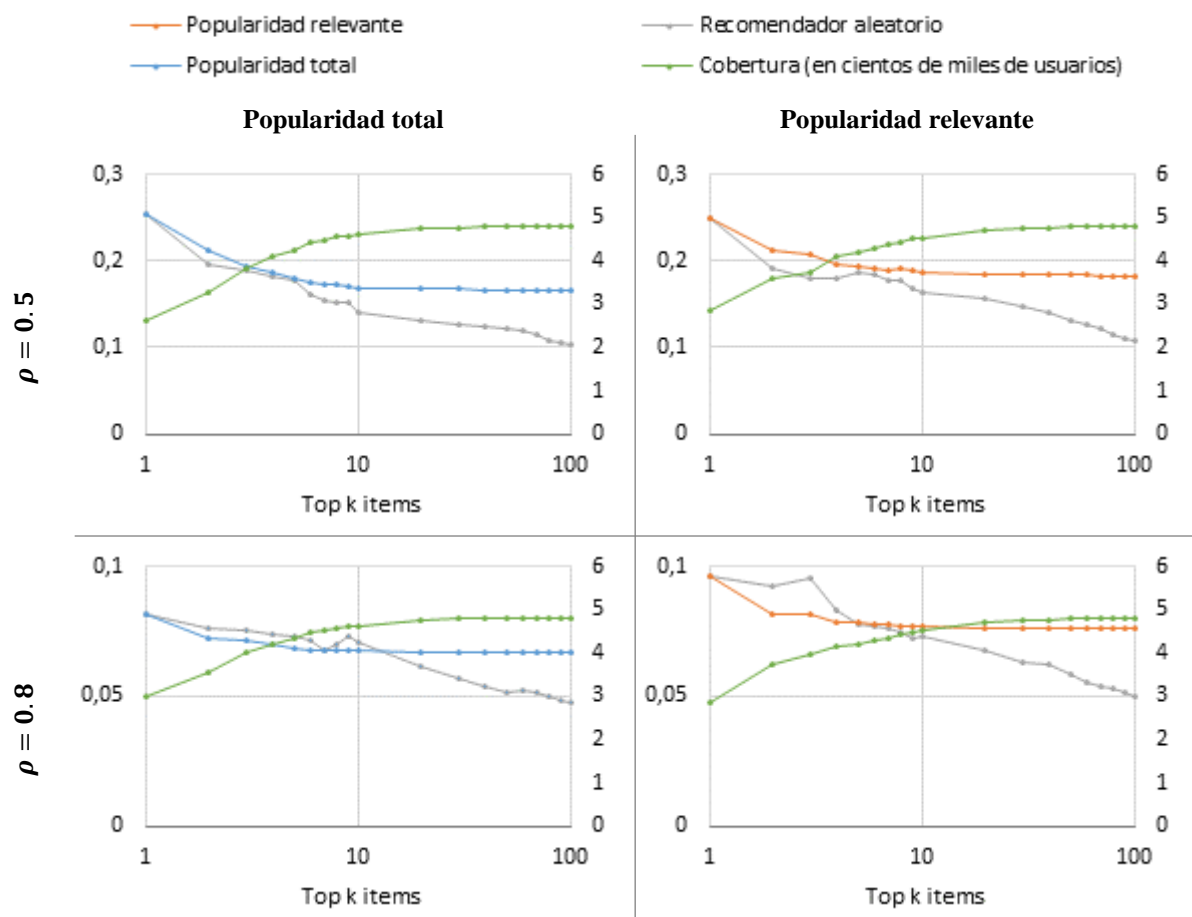 Popularidad relevante Recomendador aleatorio
Popularidad total Cobertura (en cientos de miles de usuarios)
Popularidad total Popularidad relevante
ρ = 0.5
0,3 6 0,3 6
5 5
0,2 4 0,2 4
3 3
0,1 2 0,1 2
1 1
0 0 0 0
1 10 100 1 10 100
Top k items Top k items
ρ = 0.8
0,1 6 0,1 6
5 5
4 4
0,05 3 0,05 3
2 2
1 1
0 0 0 0
1 10 100 1 10 100
Top k items Top k items